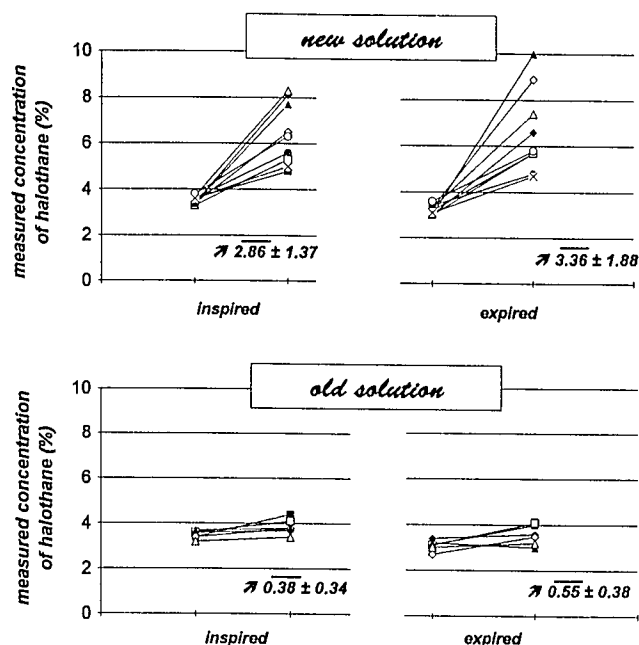 new solution
measured concentration
of halothane (%)
10
8
6
4
2
0
↗ 2.86 ± 1.37
↗ 3.36 ± 1.88
inspired
expired
old solution
measured concentration
of halothane (%)
10
8
6
4
2
0
↗ 0.38 ± 0.34
↗ 0.55 ± 0.38
inspired
expired